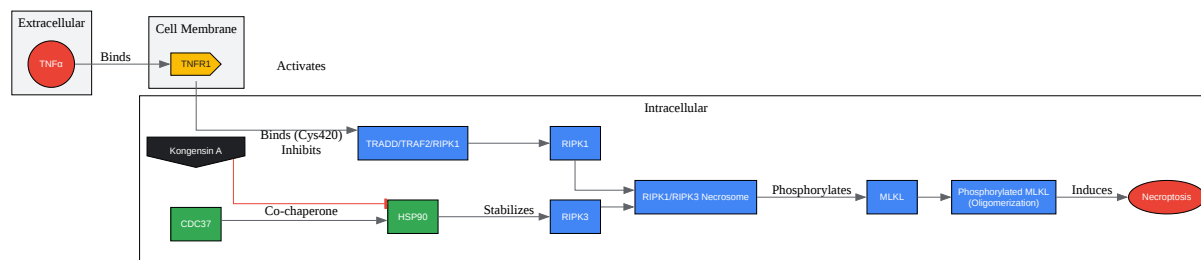 Extracellular
Cell Membrane
TNFα
Binds
TNFR1
Activates
Intracellular
Binds (Cys420)
Inhibits
Kongensin A
TRADD/TRAF2/RIPK1
RIPK1
CDC37
Co-chaperone
HSP90
Stabilizes
RIPK3
RIPK1/RIPK3 Necrosome
Phosphorylates
MLKL
Phosphorylated MLKL
(Oligomerization)
Induces
Necroptosis